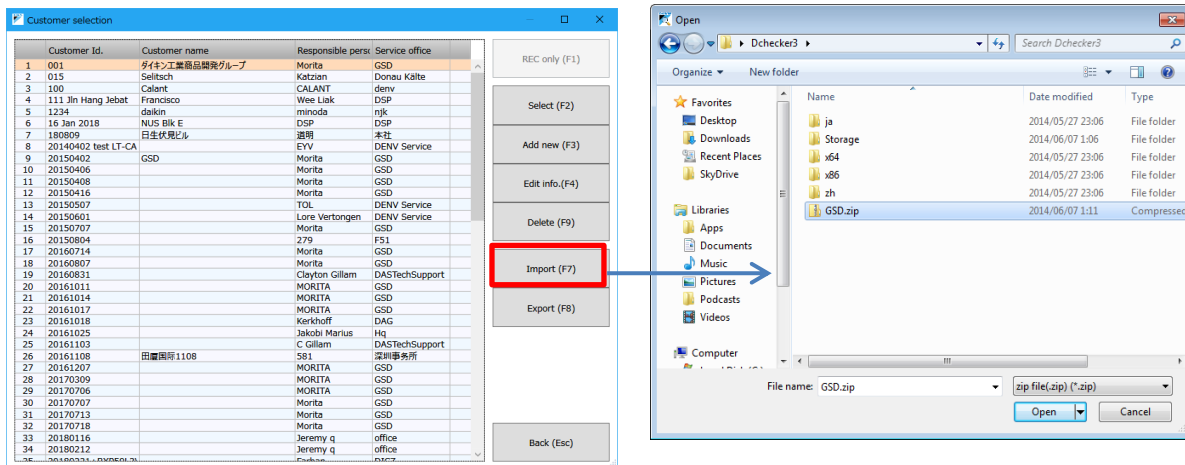 Customer selection
Customer Id. Customer name Responsible perso Service office
1 001 ダイキン工業商品開発グループ Morita GSD
2 015 Selitsch Katzian Donau Kälte
3 100 Calant CALANT denv
4 111 Jln Hang Jebat Francisco Wee Liak DSP
5 1234 daikin minoda njk
6 16 Jan 2018 NUS Blk E DSP DSP
7 180809 日生伏見ビル 道明 本社
8 20140402 test LT-CA EYV DENV Service
9 20150402 GSD Morita GSD
10 20150406 Morita GSD
11 20150408 Morita GSD
12 20150416 Morita GSD
13 20150507 TOL DENV Service
14 20150601 Lore Vertongen DENV Service
15 20150707 Morita GSD
16 20150804 279 F51
17 20160714 Morita GSD
18 20160807 Morita GSD
19 20160831 Clayton Gillam DASTechSupport
20 20161011 MORITA GSD
21 20161014 MORITA GSD
22 20161017 MORITA GSD
23 20161018 Kerkhoff DAG
24 20161025 Jakobi Marius Hq
25 20161103 C Gillam DASTechSupport
26 20161108 田厦国际1108 581 深圳事务所
27 20161207 MORITA GSD
28 20170309 MORITA GSD
29 20170706 MORITA GSD
30 20170707 Morita GSD
31 20170713 Morita GSD
32 20170718 Morita GSD
33 20180116 Jeremy q office
34 20180212 Jeremy q office
REC only (F1)
Select (F2)
Add new (F3)
Edit info.(F4)
Delete (F9)
Import (F7)
Export (F8)
Back (Esc)
Open
Dchecker3
Search Dchecker3
Organize New folder
Favorites
Desktop
Downloads
Recent Places
SkyDrive
Libraries
Apps
Documents
Music
Pictures
Podcasts
Videos
Computer
Name Date modified Type
ja 2014/05/27 23:06 File folder
Storage 2014/06/07 1:06 File folder
x64 2014/05/27 23:06 File folder
x86 2014/05/27 23:06 File folder
zh 2014/05/27 23:06 File folder
GSD.zip 2014/06/07 1:11 Compressed
File name: GSD.zip zip file(.zip) (*.zip)
Open Cancel